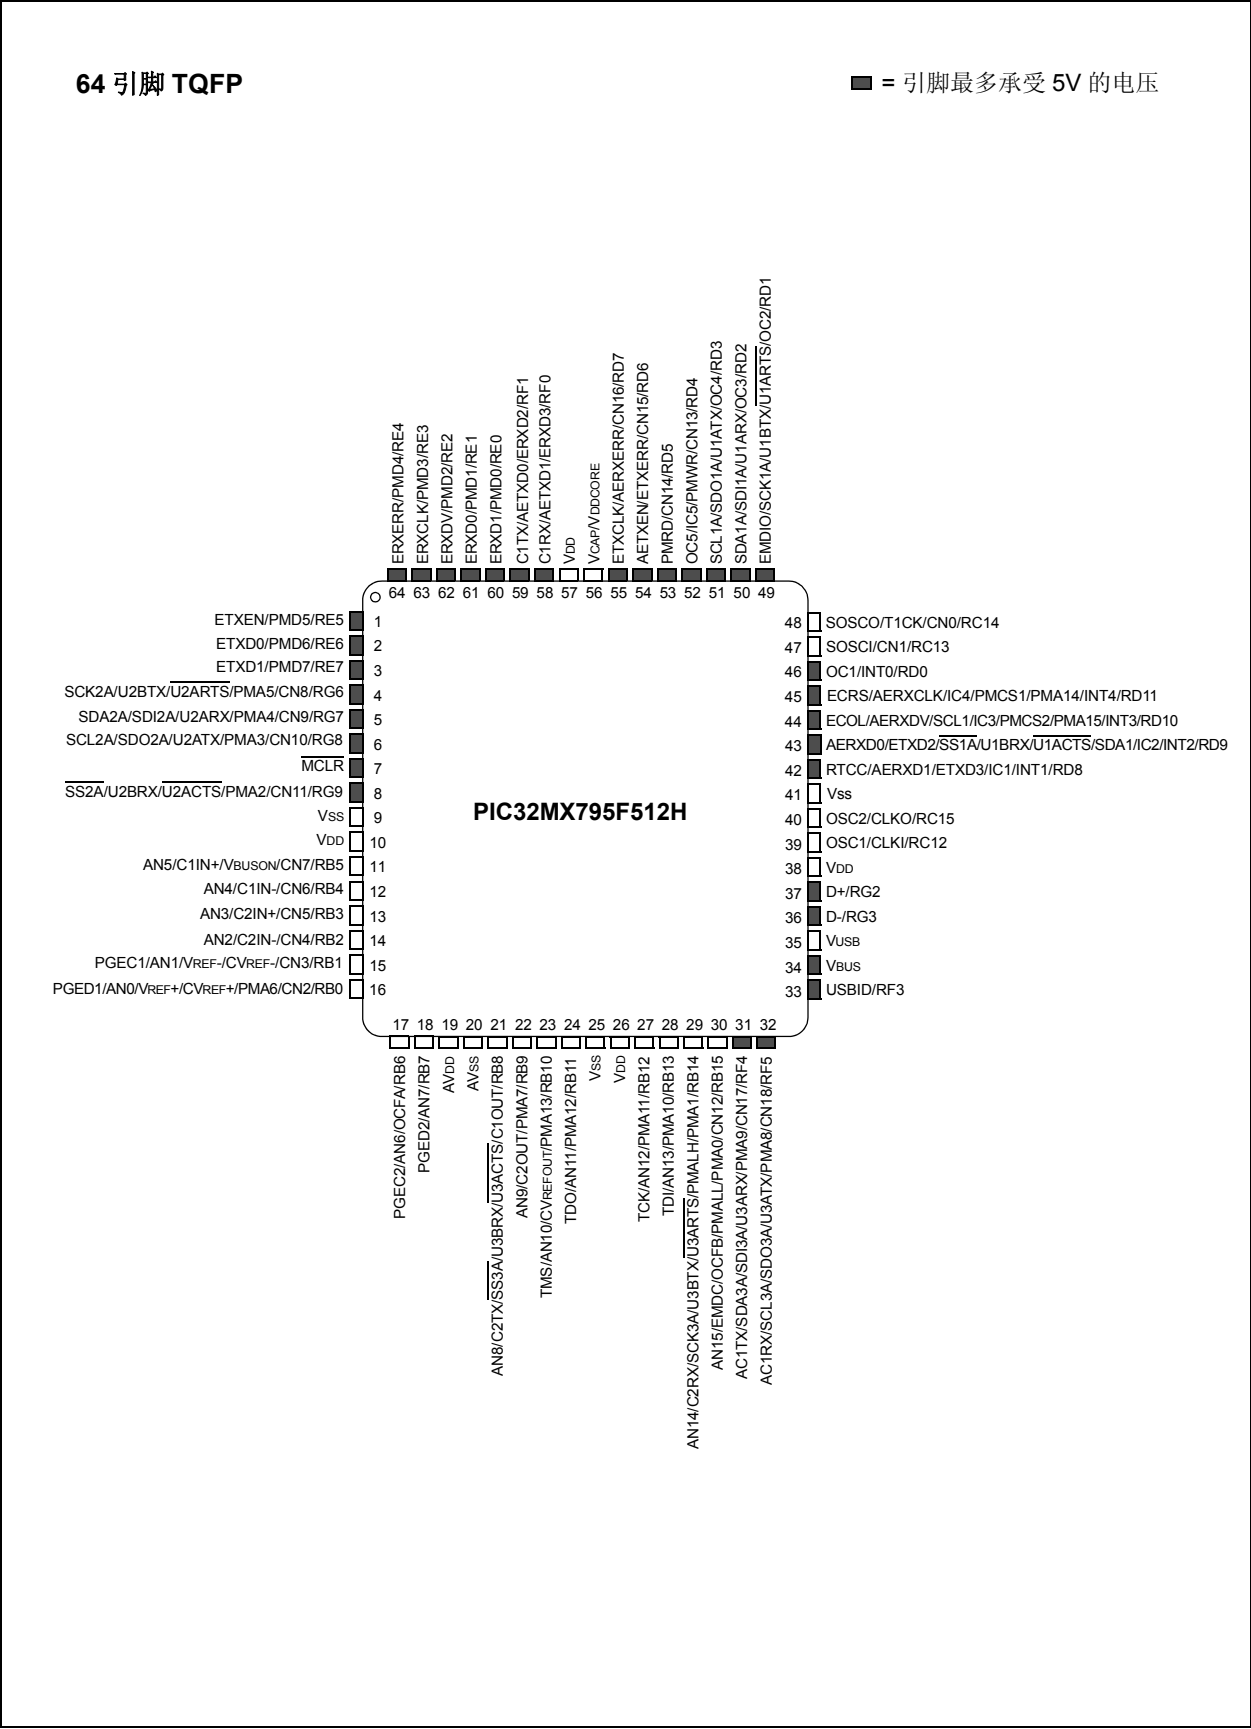 64 引脚 TQFP
■ = 引脚最多承受 5V 的电压
ERXERR/PMD4/RE4
ERXCLK/PMD3/RE3
ERXDV/PMD2/RE2
ERXD0/PMD1/RE1
ERXD1/PMD0/RE0
C1TX/AETXD0/ERXD2/RF1
C1RX/AETXD1/ERXD3/RF0
VDD
VCAP/VDDCORE
ETXCLK/AERXERR/CN16/RD7
AETXEN/ETXERR/CN15/RD6
PMRD/CN14/RD5
OC5/IC5/PMWR/CN13/RD4
SCL1A/SDO1A/U1ATX/OC4/RD3
SDA1A/SDI1A/U1ARX/OC3/RD2
EMDIO/SCK1A/U1BTX/U1ARTS/OC2/RD1
64 63 62 61 60 59 58 57 56 55 54 53 52 51 50 49
ETXEN/PMD5/RE5 1
ETXD0/PMD6/RE6 2
ETXD1/PMD7/RE7 3
SCK2A/U2BTX/U2ARTS/PMA5/CN8/RG6 4
SDA2A/SDI2A/U2ARX/PMA4/CN9/RG7 5
SCL2A/SDO2A/U2ATX/PMA3/CN10/RG8 6
MCLR 7
SS2A/U2BRX/U2ACTS/PMA2/CN11/RG9 8
VSS 9
VDD 10
AN5/C1IN+/VBUSON/CN7/RB5 11
AN4/C1IN-/CN6/RB4 12
AN3/C2IN+/CN5/RB3 13
AN2/C2IN-/CN4/RB2 14
PGEC1/AN1/VREF-/CVREF-/CN3/RB1 15
PGED1/AN0/VREF+/CVREF+/PMA6/CN2/RB0 16
PIC32MX795F512H
48 SOSCO/T1CK/CN0/RC14
47 SOSCI/CN1/RC13
46 OC1/INT0/RD0
45 ECRS/AERXCLK/IC4/PMCS1/PMA14/INT4/RD11
44 ECOL/AERXDV/SCL1/IC3/PMCS2/PMA15/INT3/RD10
43 AERXD0/ETXD2/SS1A/U1BRX/U1ACTS/SDA1/IC2/INT2/RD9
42 RTCC/AERXD1/ETXD3/IC1/INT1/RD8
41 Vss
40 OSC2/CLKO/RC15
39 OSC1/CLKI/RC12
38 VDD
37 D+/RG2
36 D-/RG3
35 VUSB
34 VBUS
33 USBID/RF3
17 18 19 20 21 22 23 24 25 26 27 28 29 30 31 32
PGEC2/AN6/OCFA/RB6
PGED2/AN7/RB7
AVDD
AVSS
AN8/C2TX/SS3A/U3BRX/U3ACTS/C1OUT/RB8
AN9/C2OUT/PMA7/RB9
TMS/AN10/CVREFOUT/PMA13/RB10
TDO/AN11/PMA12/RB11
VSS
VDD
TCK/AN12/PMA11/RB12
TDI/AN13/PMA10/RB13
AN14/C2RX/SCK3A/U3BTX/U3ARTS/PMALH/PMA1/RB14
AN15/EMDC/OCFB/PMALL/PMA0/CN12/RB15
AC1TX/SDA3A/SDI3A/U3ARX/PMA9/CN17/RF4
AC1RX/SCL3A/SDO3A/U3ATX/PMA8/CN18/RF5